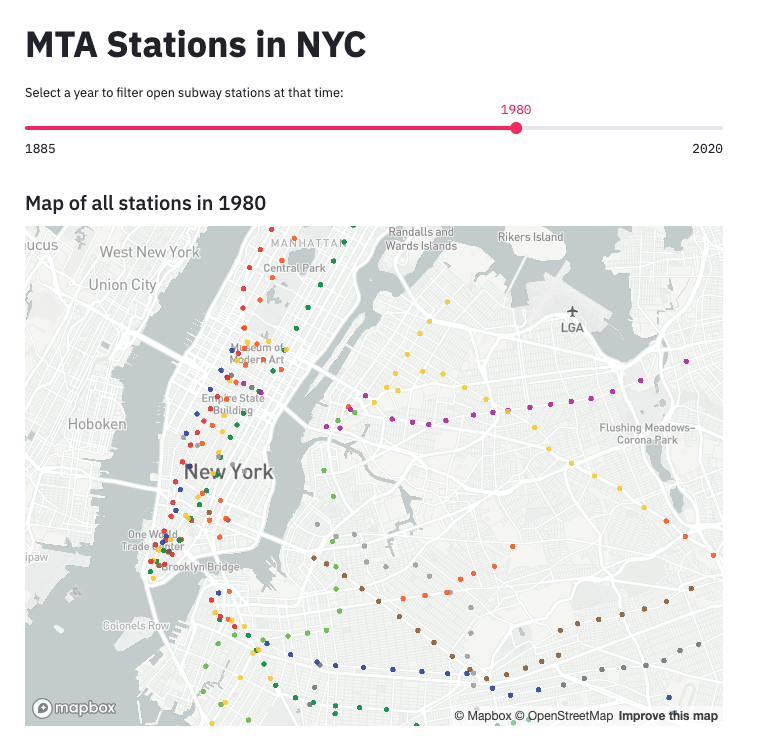 MTA Stations in NYC
Select a year to filter open subway stations at that time:
1980
1885
2020
Map of all stations in 1980
ucus
West New York
Union City
MANHATTAN
Central Park
Randalls and
Wards Islands
Rikers Island
LGA
Museum of
Modern Art
Empire State
Building
Hoboken
Flushing Meadows–
Corona Park
New York
One World
Trade Center
ipaw
Brooklyn Bridge
Colonels Row
mapbox
© Mapbox © OpenStreetMap Improve this map